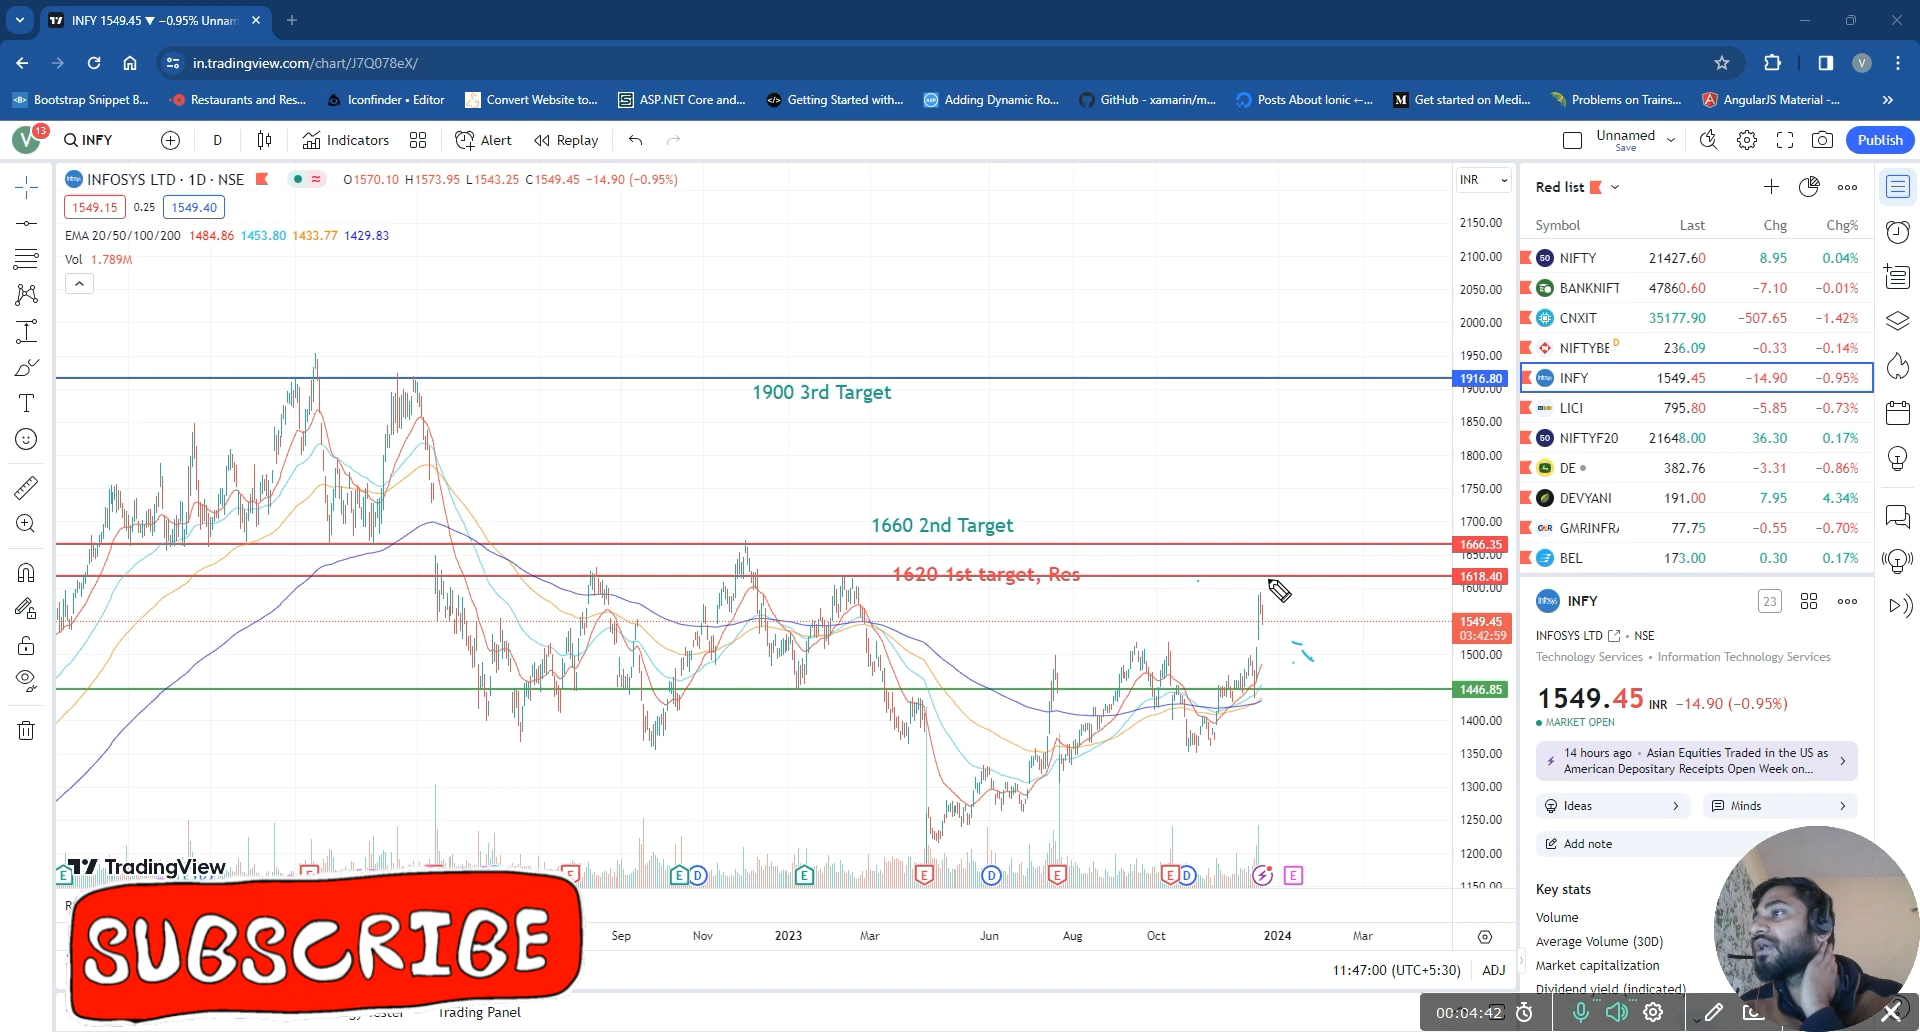 INFY 1549.45 ▼ −0.95% Unnam
in.tradingview.com/chart/J7Q078eX/
Bootstrap Snippet B... Restaurants and Res... Iconfinder • Editor Convert Website to... ASP.NET Core and... Getting Started with... Adding Dynamic Ro... GitHub - xamarin/m... Posts About Ionic ←... Get started on Medi... Problems on Trains... AngularJS Material -...
V 13 INFY D Indicators Alert Replay Unnamed Save Publish
INFOSYS LTD · 1D · NSE O1570.10 H1573.95 L1543.25 C1549.45 −14.90 (−0.95%)
1549.15 0.25 1549.40
EMA 20/50/100/200 1484.86 1453.80 1433.77 1429.83
Vol 1.789M
INR
2150.00
2100.00
2050.00
2000.00
1950.00
1916.80
1900.00
1850.00
1800.00
1750.00
1700.00
1666.35
1650.00
1618.40
1600.00
1549.45
03:42:59
1500.00
1446.85
1400.00
1350.00
1300.00
1250.00
1200.00
1150.00
1900 3rd Target
1660 2nd Target
1620 1st target, Res
TradingView
SUBSCRIBE
Sep Nov 2023 Mar Jun Aug Oct 2024 Mar
11:47:00 (UTC+5:30) ADJ
Trading Panel
Red list
Symbol Last Chg Chg%
NIFTY 21427.60 8.95 0.04%
BANKNIFT 47860.60 −7.10 −0.01%
CNXIT 35177.90 −507.65 −1.42%
NIFTYBE D 236.09 −0.33 −0.14%
INFY 1549.45 −14.90 −0.95%
LICI 795.80 −5.85 −0.73%
NIFTYF20 21648.00 36.30 0.17%
DE 382.76 −3.31 −0.86%
DEVYANI 191.00 7.95 4.34%
GMRINFRA 77.75 −0.55 −0.70%
BEL 173.00 0.30 0.17%
INFY 23
INFOSYS LTD • NSE
Technology Services • Information Technology Services
1549.45 INR −14.90 (−0.95%)
MARKET OPEN
14 hours ago • Asian Equities Traded in the US as
American Depositary Receipts Open Week on...
Ideas Minds
Add note
Key stats
Volume
Average Volume (30D)
Market capitalization
Dividend yield (indicated)
00:04:42